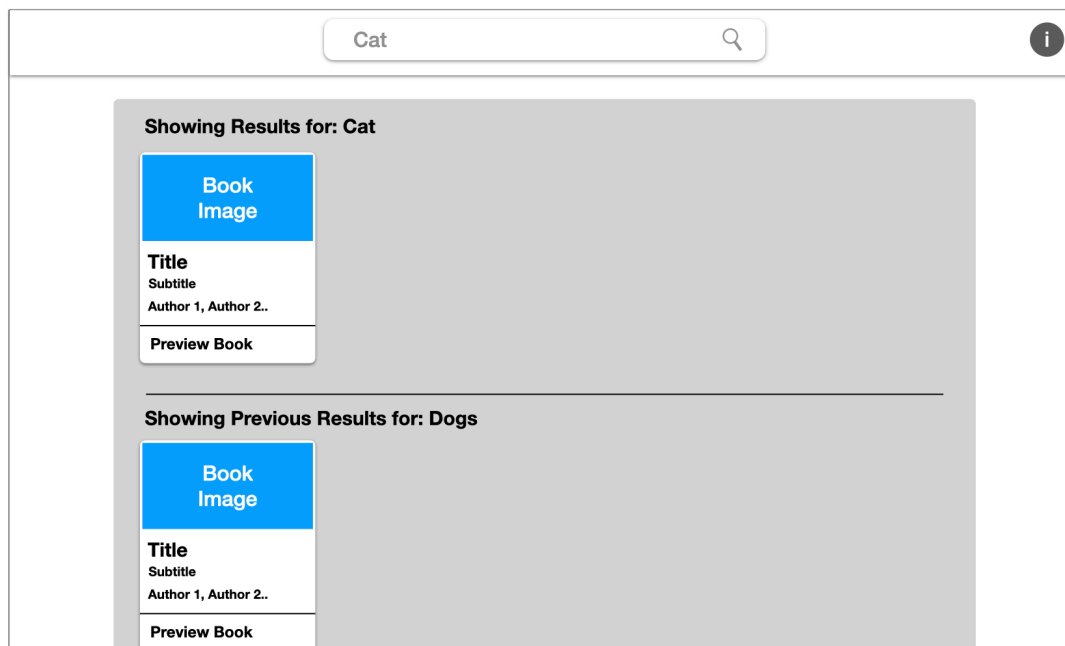 Cat
i
Showing Results for: Cat
Book
Image
Title
Subtitle
Author 1, Author 2..
Preview Book
Showing Previous Results for: Dogs
Book
Image
Title
Subtitle
Author 1, Author 2..
Preview Book